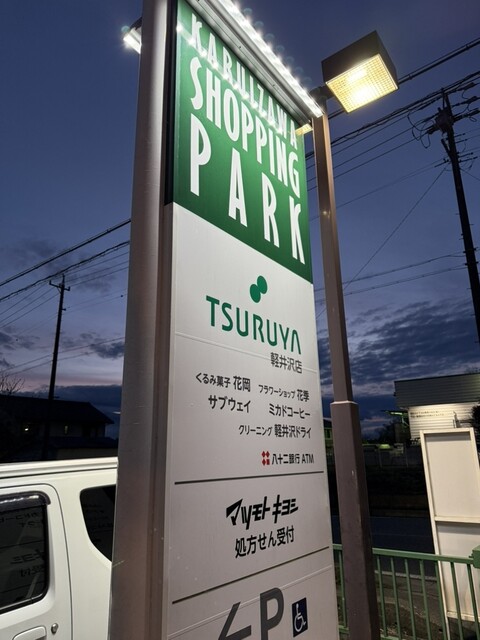 KARUIZAWA
SHOPPING
PARK
TSURUYA
軽井沢店
くるみ菓子 花岡 フラワーショップ 花季
サブウェイ ミカドコーヒー
クリーニング 軽井沢ドライ
八十二銀行 ATM
マツモトキヨシ
処方せん受付
P